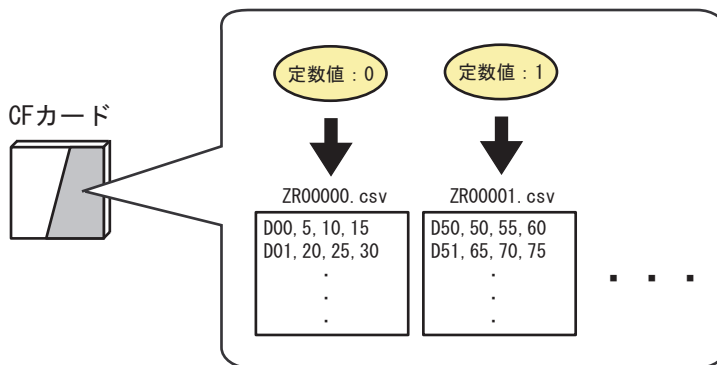 定数値：0
定数値：1
CFカード
ZR00000.csv
ZR00001.csv
D00, 5, 10, 15
D01, 20, 25, 30
D50, 50, 55, 60
D51, 65, 70, 75